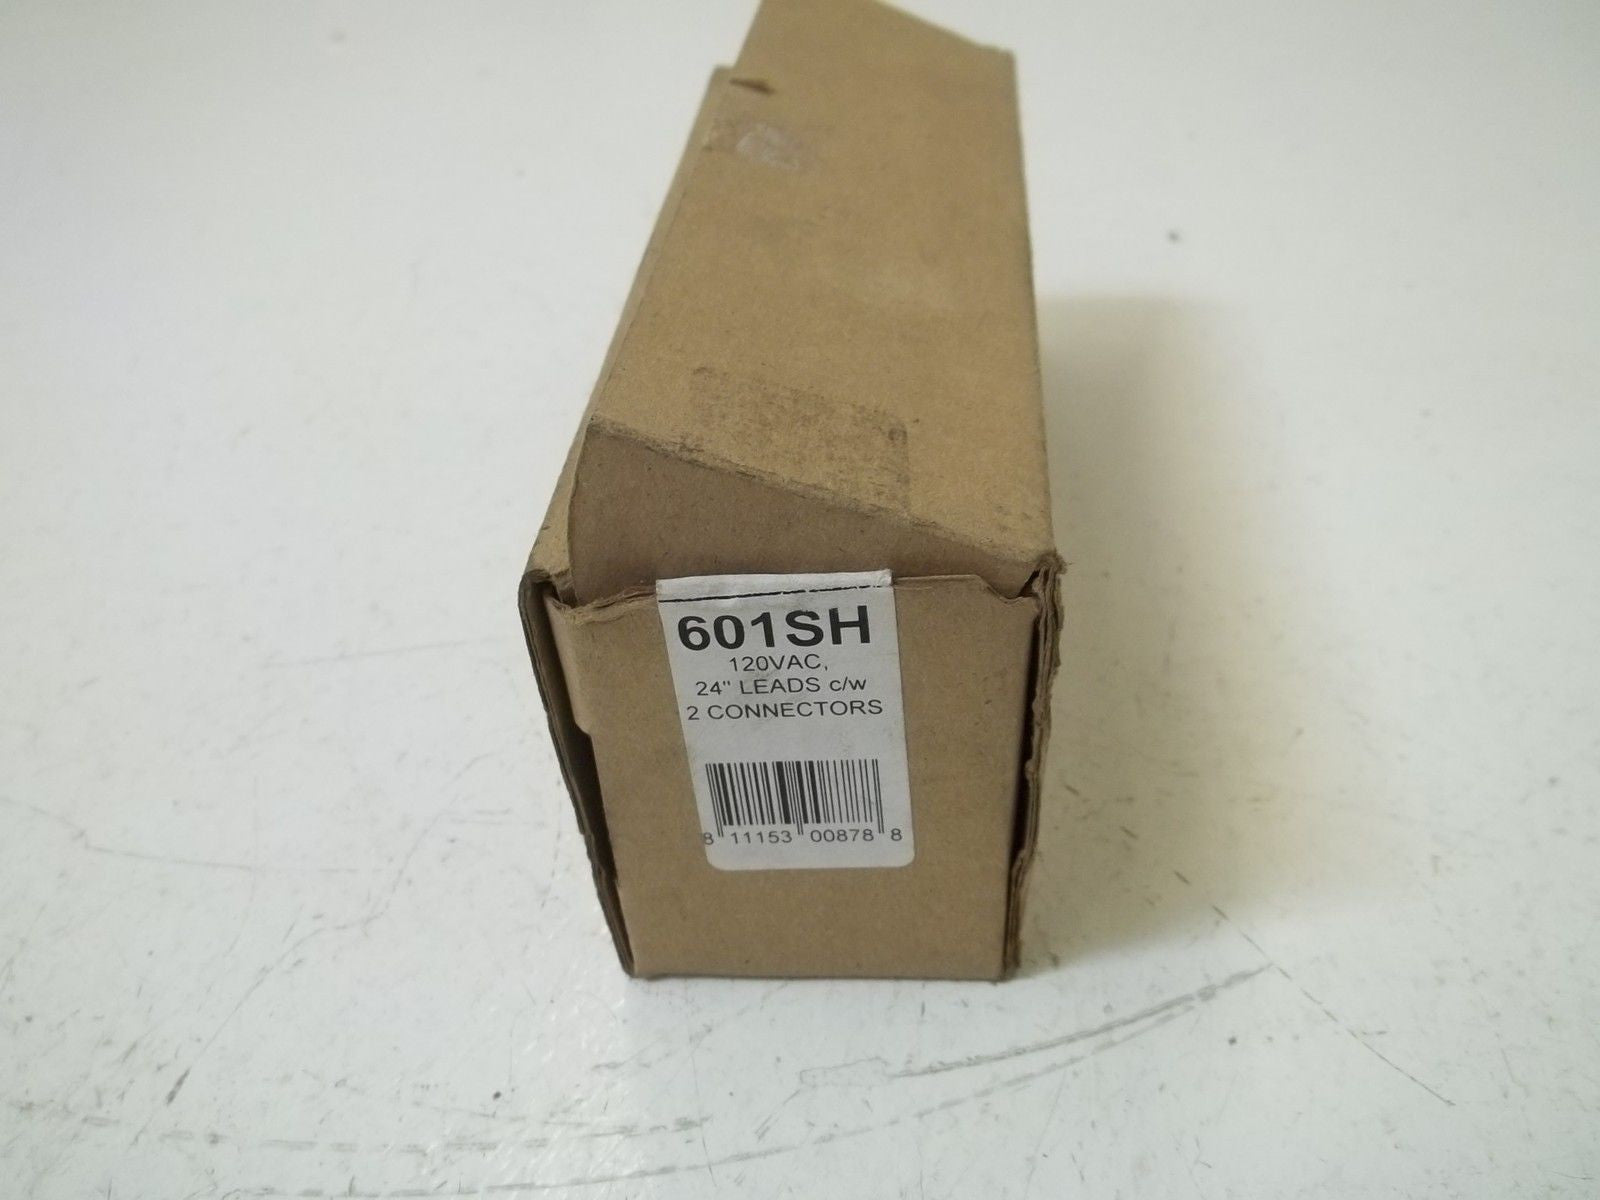 601SH
120VAC,
24" LEADS c/w
2 CONNECTORS
8 11153 00878 8